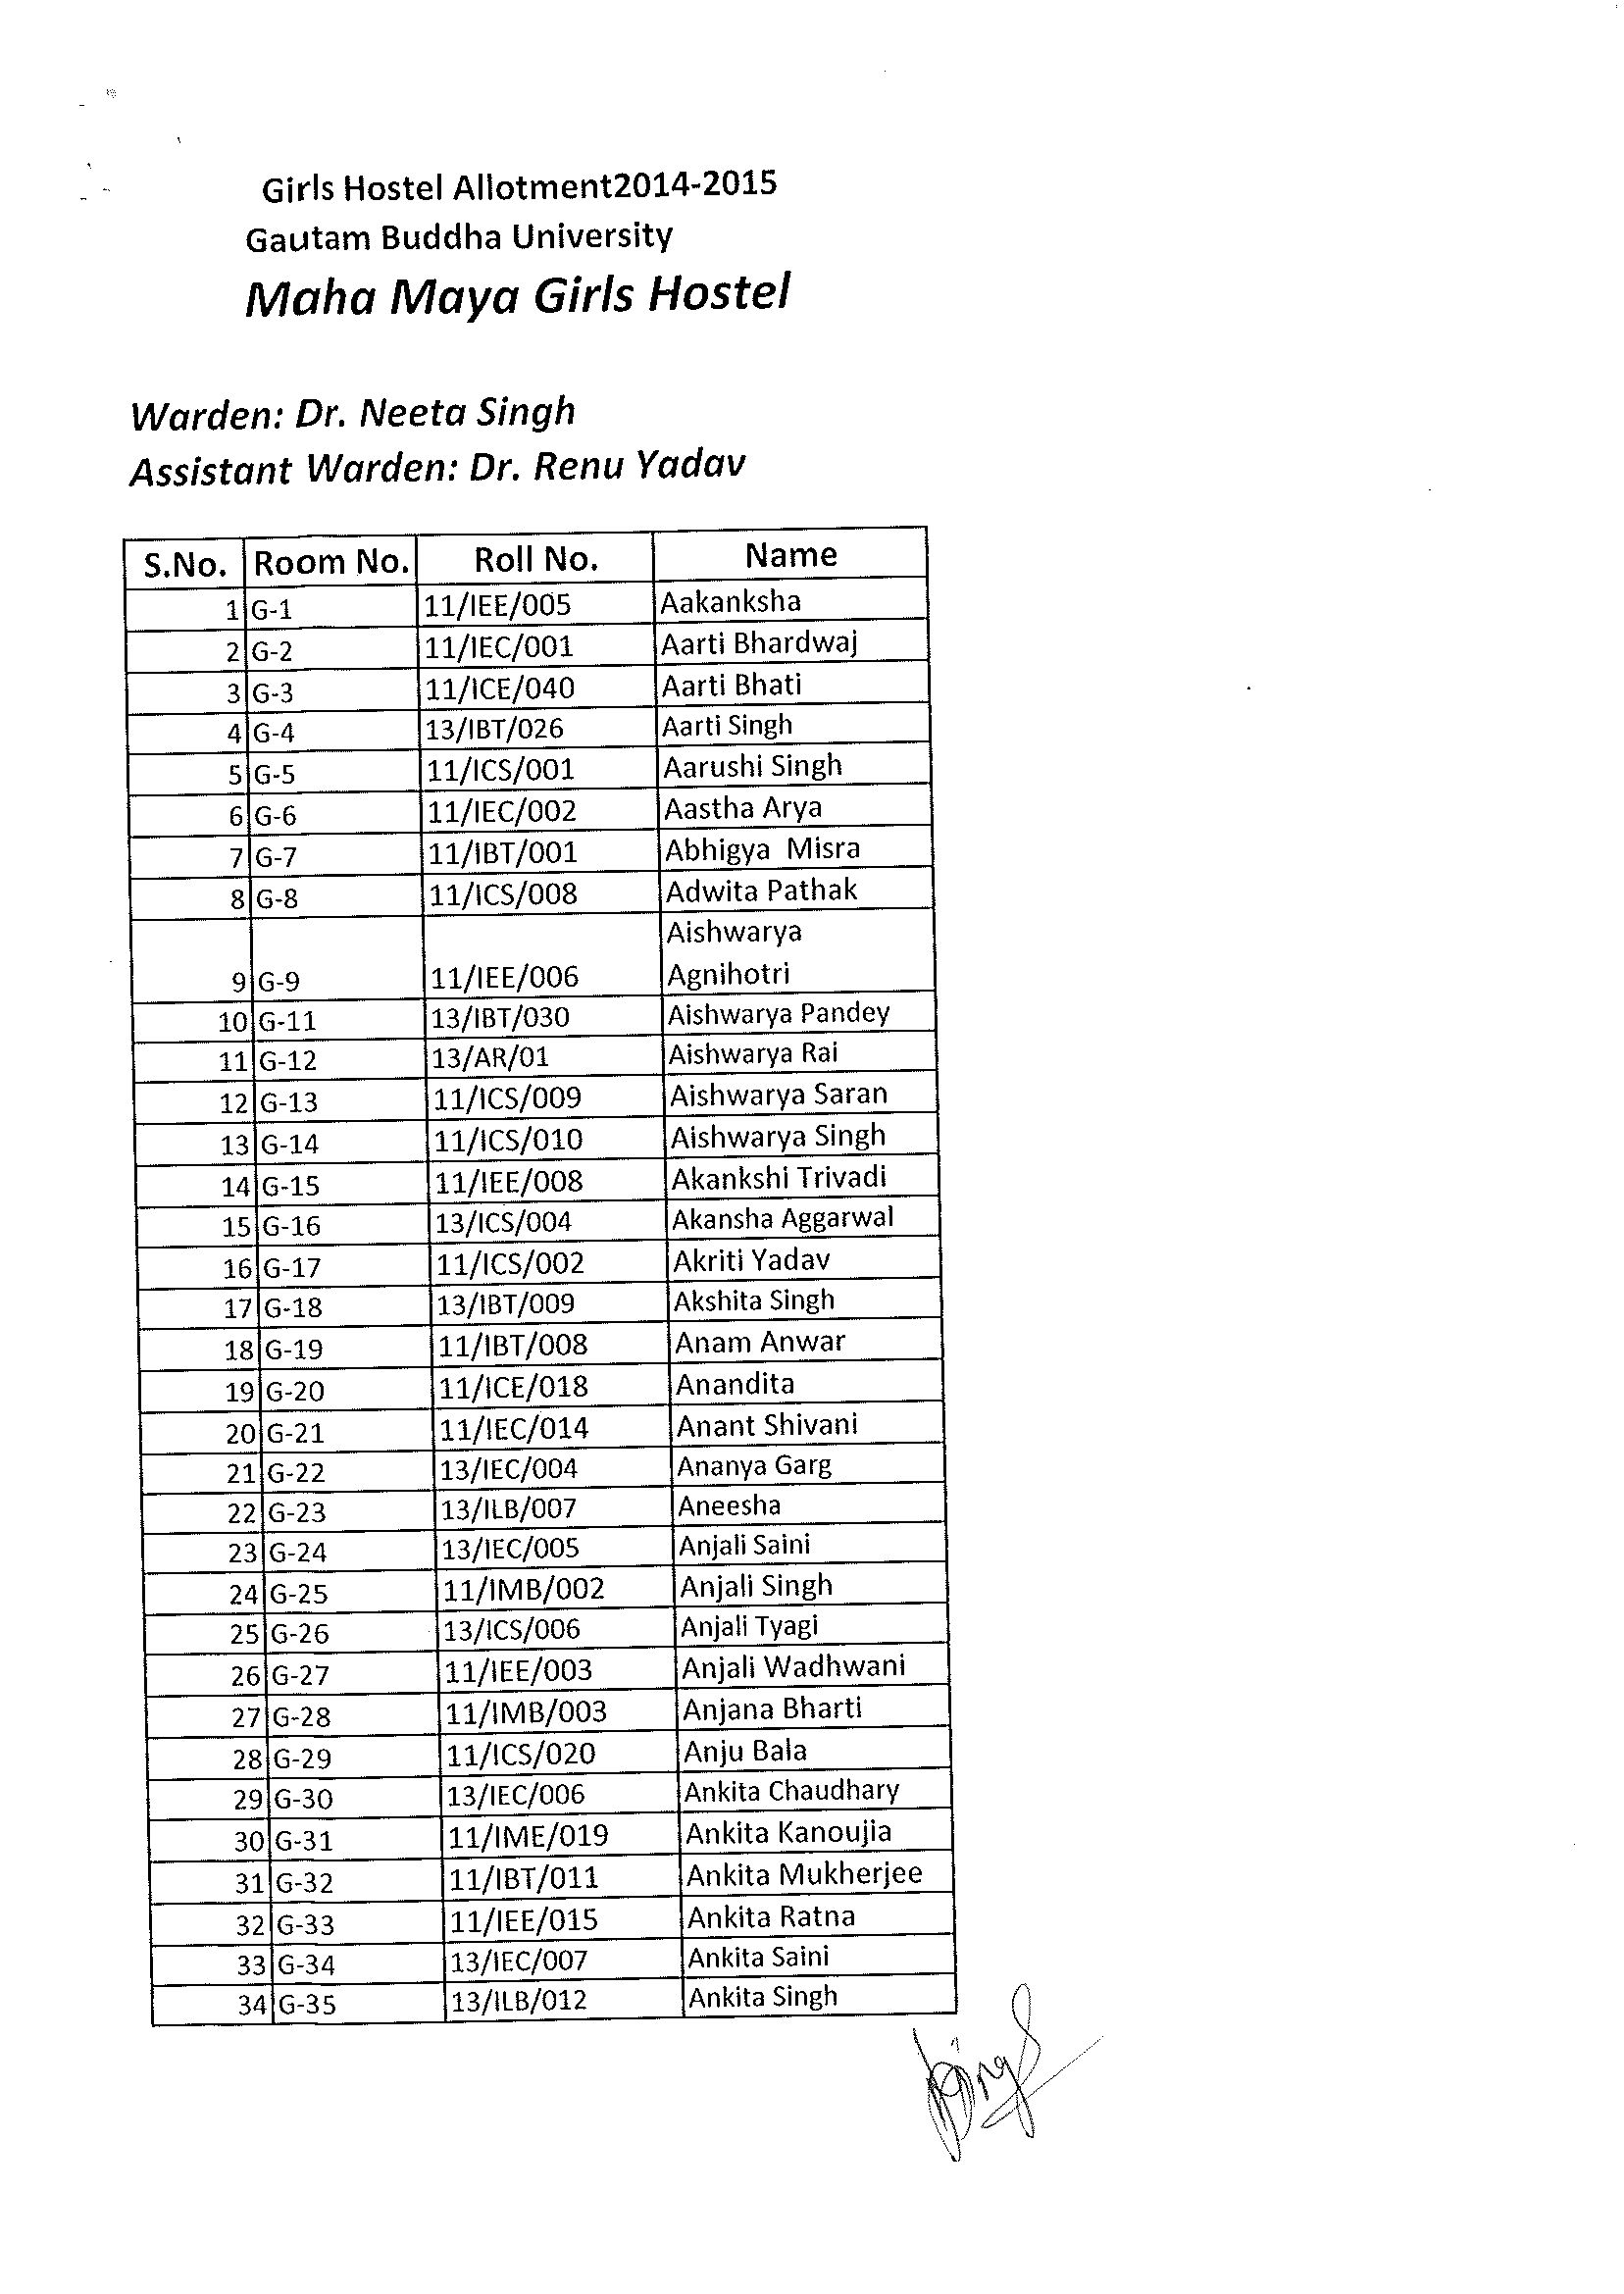 Girls Hostel Allotment2014-2015
Gautam Buddha University
Maha Maya Girls Hostel
Warden: Dr. Neeta Singh
Assistant Warden: Dr. Renu Yadav
S.No. Room No. Roll No. Name
1 G-1 11/IEE/005 Aakanksha
2 G-2 11/IEC/001 Aarti Bhardwaj
3 G-3 11/ICE/040 Aarti Bhati
4 G-4 13/IBT/026 Aarti Singh
5 G-5 11/ICS/001 Aarushi Singh
6 G-6 11/IEC/002 Aastha Arya
7 G-7 11/IBT/001 Abhigya  Misra
8 G-8 11/ICS/008 Adwita Pathak
Aishwarya
9 G-9 11/IEE/006 Agnihotri
10 G-11 13/IBT/030 Aishwarya Pandey
11 G-12 13/AR/01 Aishwarya Rai
12 G-13 11/ICS/009 Aishwarya Saran
13 G-14 11/ICS/010 Aishwarya Singh
14 G-15 11/IEE/008 Akankshi Trivadi
15 G-16 13/ICS/004 Akansha Aggarwal
16 G-17 11/ICS/002 Akriti Yadav
17 G-18 13/IBT/009 Akshita Singh
18 G-19 11/IBT/008 Anam Anwar
19 G-20 11/ICE/018 Anandita
20 G-21 11/IEC/014 Anant Shivani
21 G-22 13/IEC/004 Ananya Garg
22 G-23 13/ILB/007 Aneesha
23 G-24 13/IEC/005 Anjali Saini
24 G-25 11/IMB/002 Anjali Singh
25 G-26 13/ICS/006 Anjali Tyagi
26 G-27 11/IEE/003 Anjali Wadhwani
27 G-28 11/IMB/003 Anjana Bharti
28 G-29 11/ICS/020 Anju Bala
29 G-30 13/IEC/006 Ankita Chaudhary
30 G-31 11/IME/019 Ankita Kanoujia
31 G-32 11/IBT/011 Ankita Mukherjee
32 G-33 11/IEE/015 Ankita Ratna
33 G-34 13/IEC/007 Ankita Saini
34 G-35 13/ILB/012 Ankita Singh